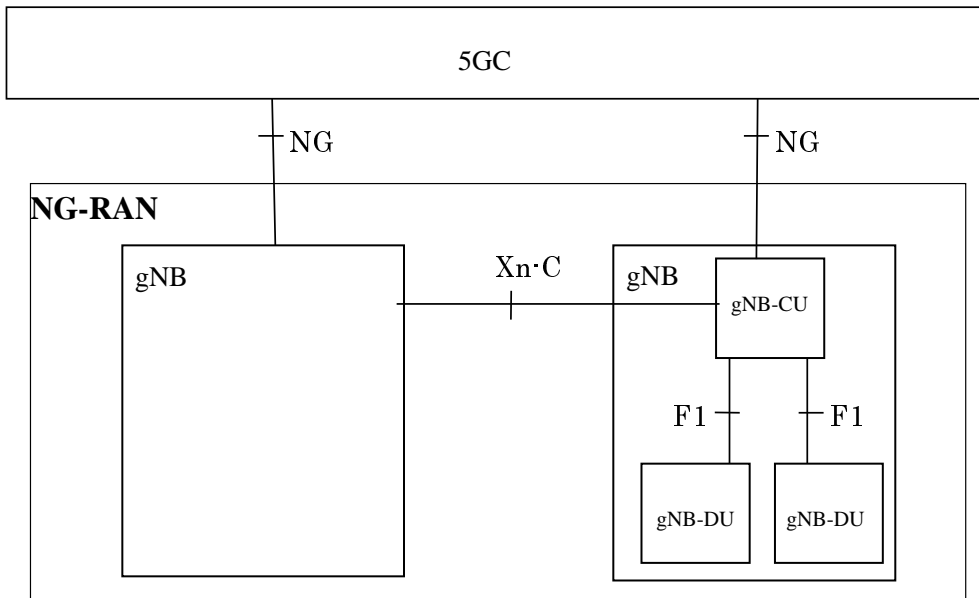 5GC
NG
NG
NG-RAN
gNB
Xn-C
gNB
gNB-CU
F1
F1
gNB-DU
gNB-DU